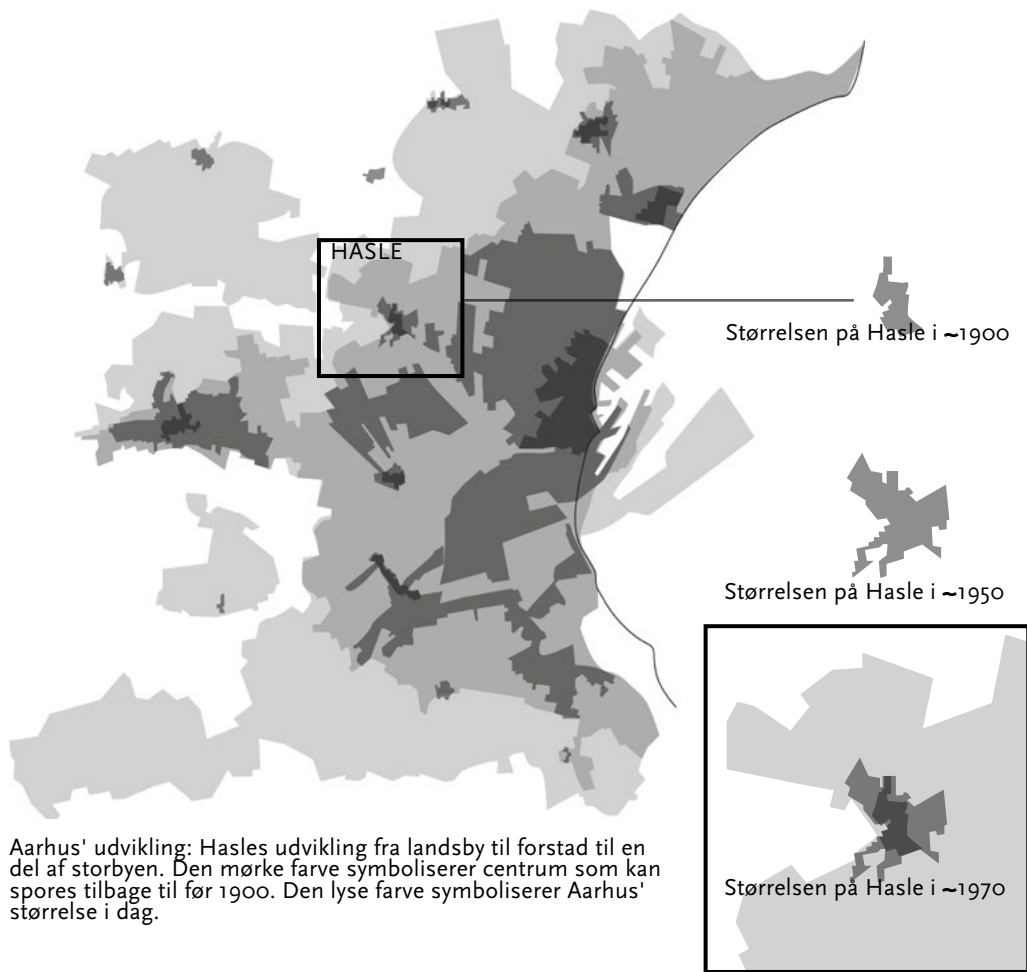 HASLE
Størrelsen på Hasle i ~1900
Størrelsen på Hasle i ~1950
Størrelsen på Hasle i ~1970
Aarhus' udvikling: Hasles udvikling fra landsby til forstad til en
del af storbyen. Den mørke farve symboliserer centrum som kan
spores tilbage til før 1900. Den lyse farve symboliserer Aarhus'
størrelse i dag.